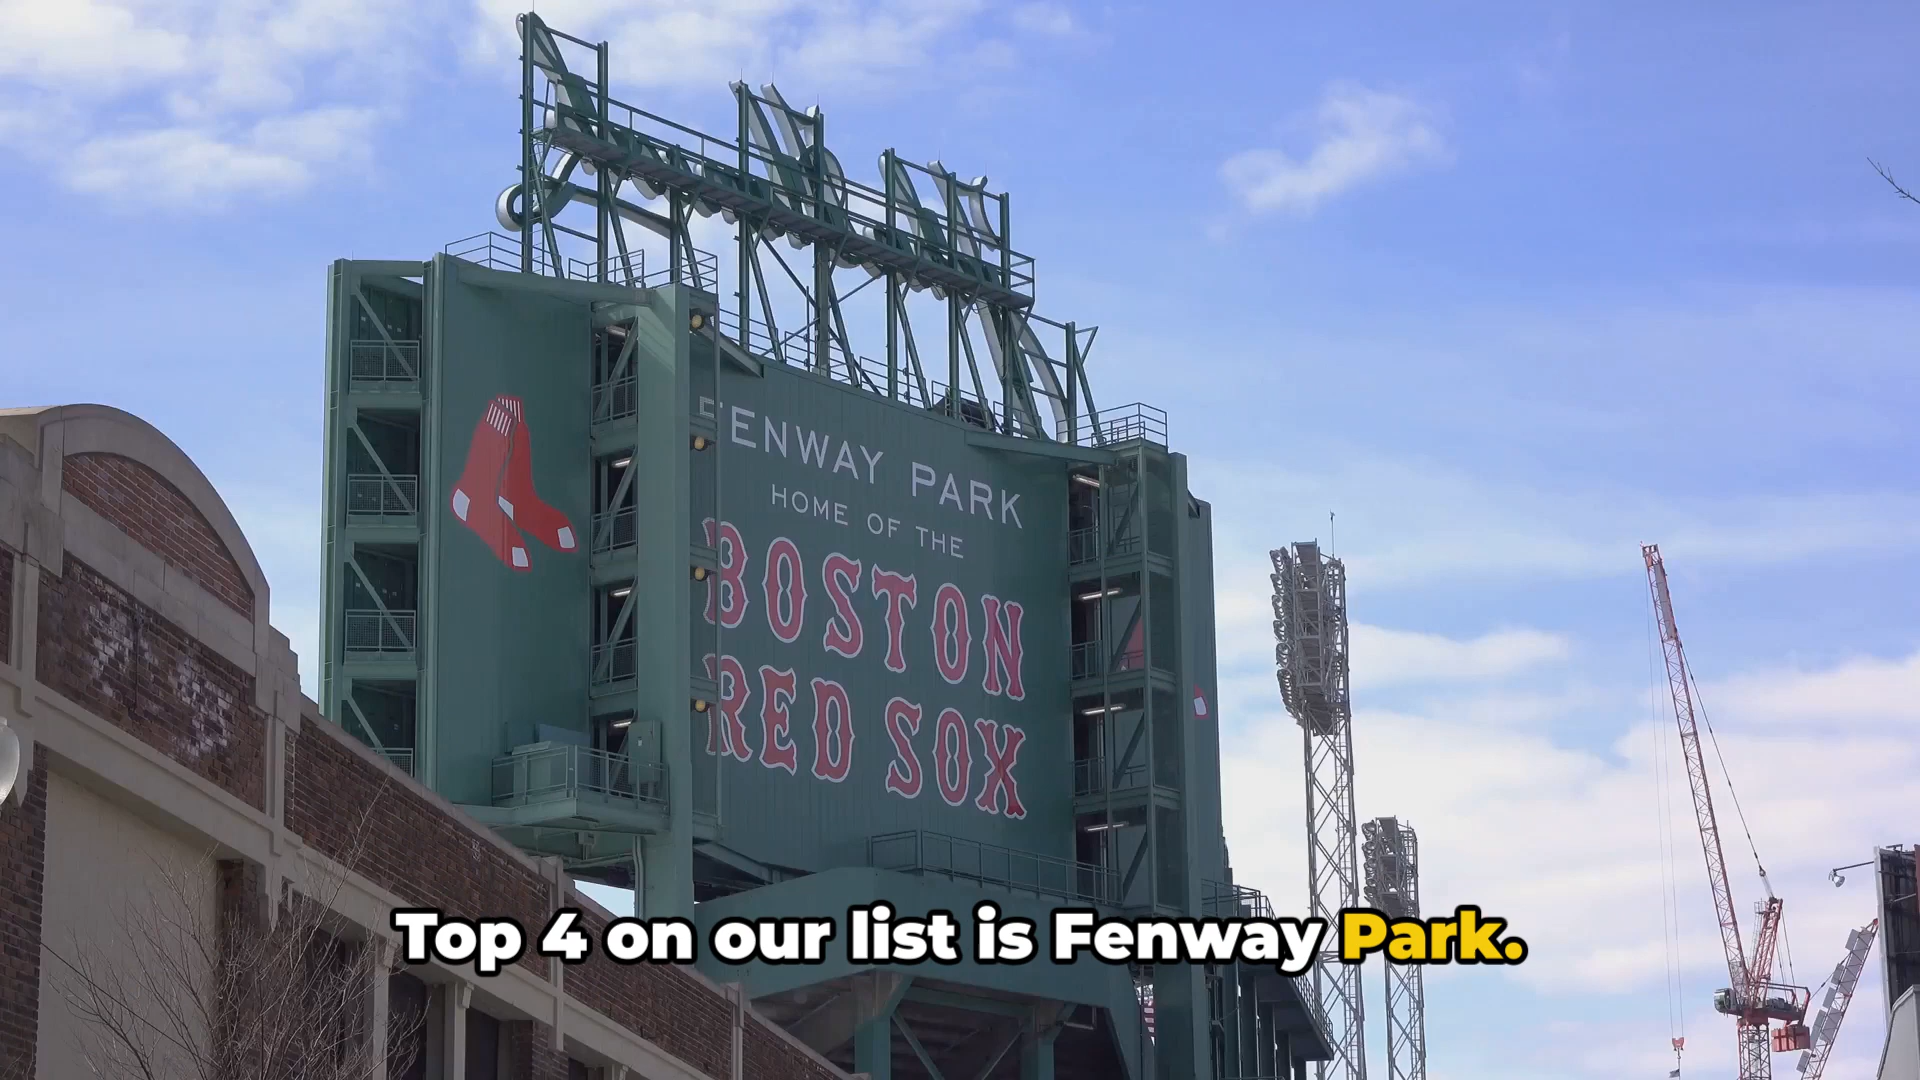 FENWAY PARK
HOME OF THE
BOSTON
RED SOX
Top 4 on our list is Fenway Park.